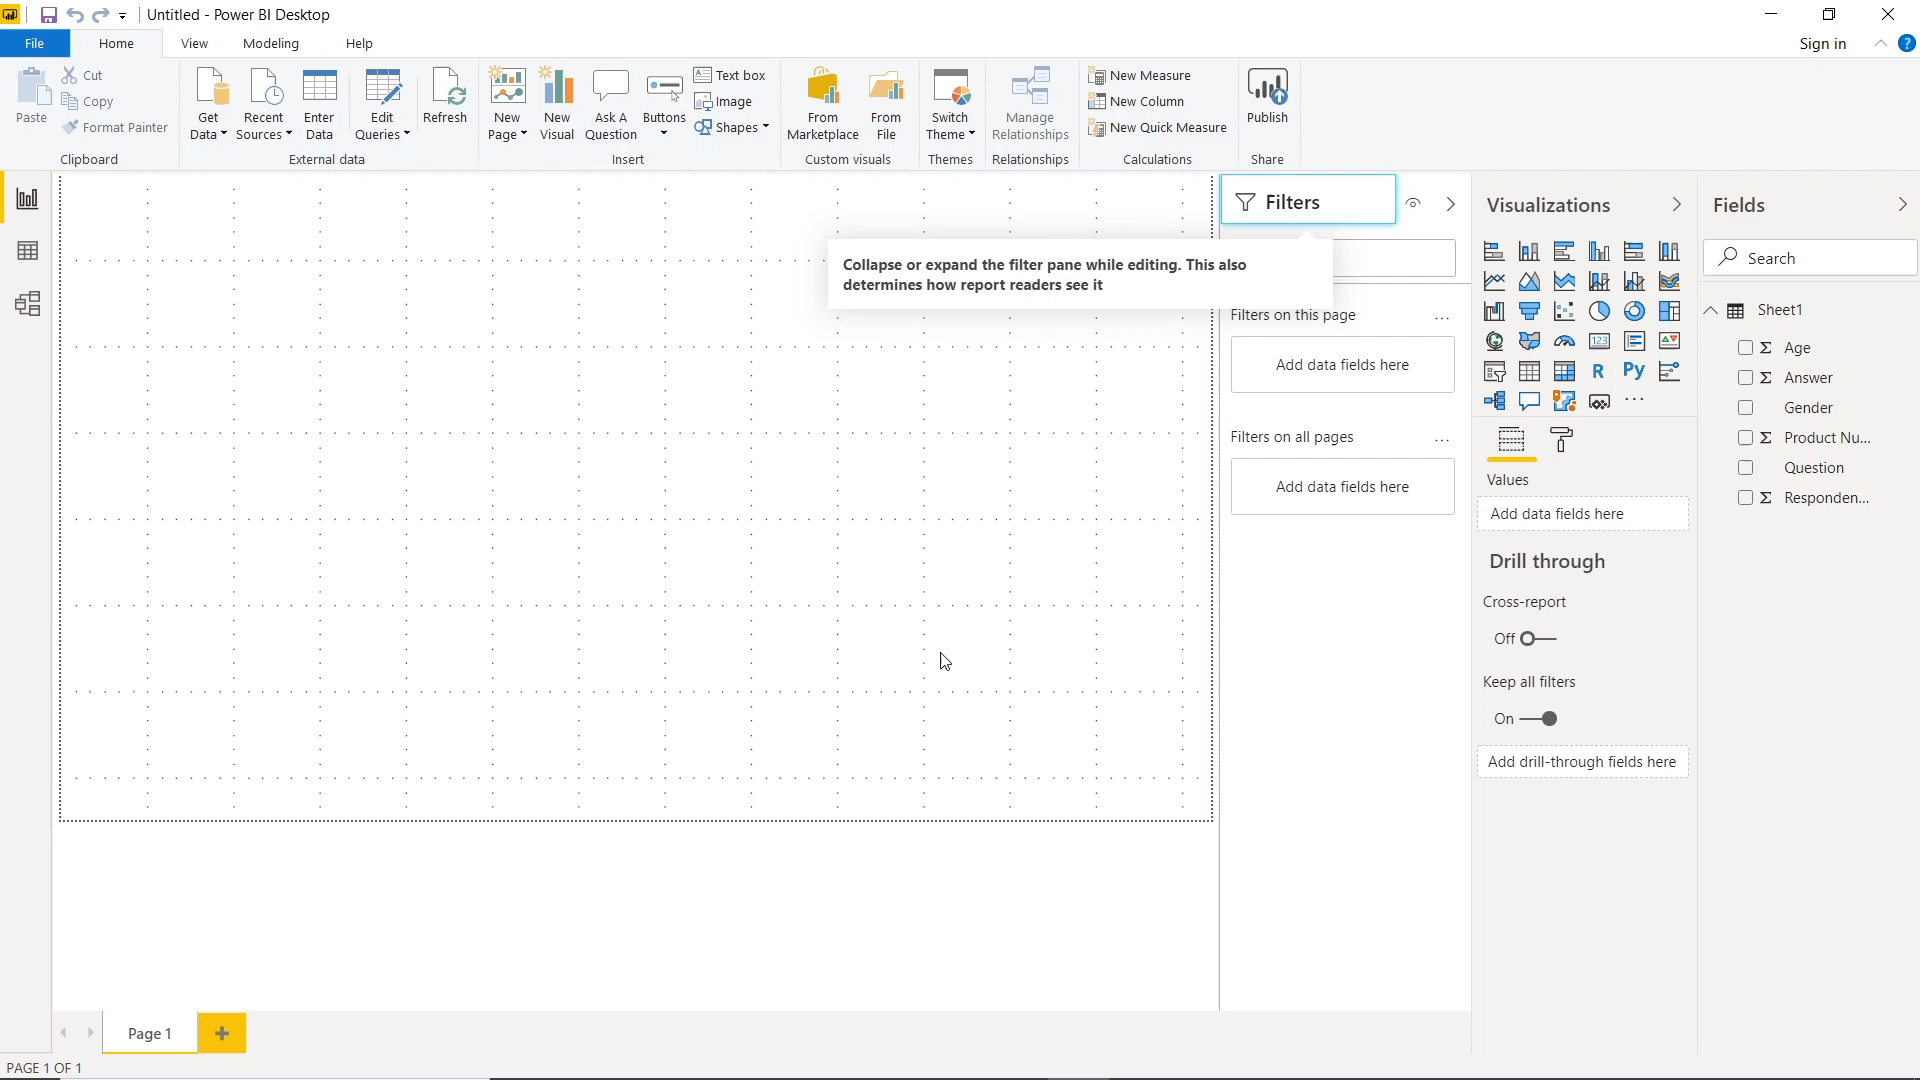 Untitled - Power BI Desktop
File Home View Modeling Help Sign in ?
Paste
Cut
Copy
Format Painter
Clipboard
Get Data
Recent Sources
Enter Data
Edit Queries
Refresh
External data
New Page
New Visual
Ask A Question
Buttons
Text box
Image
Shapes
Insert
From Marketplace
From File
Custom visuals
Switch Theme
Themes
Manage Relationships
Relationships
New Measure
New Column
New Quick Measure
Calculations
Publish
Share
Filters
Collapse or expand the filter pane while editing. This also
determines how report readers see it
Filters on this page ...
Add data fields here
Filters on all pages ...
Add data fields here
Visualizations
123
R
Py
...
Values
Add data fields here
Drill through
Cross-report
Off
Keep all filters
On
Add drill-through fields here
Fields
Search
Sheet1
Σ Age
Σ Answer
Gender
Σ Product Nu...
Question
Σ Responden...
Page 1
PAGE 1 OF 1